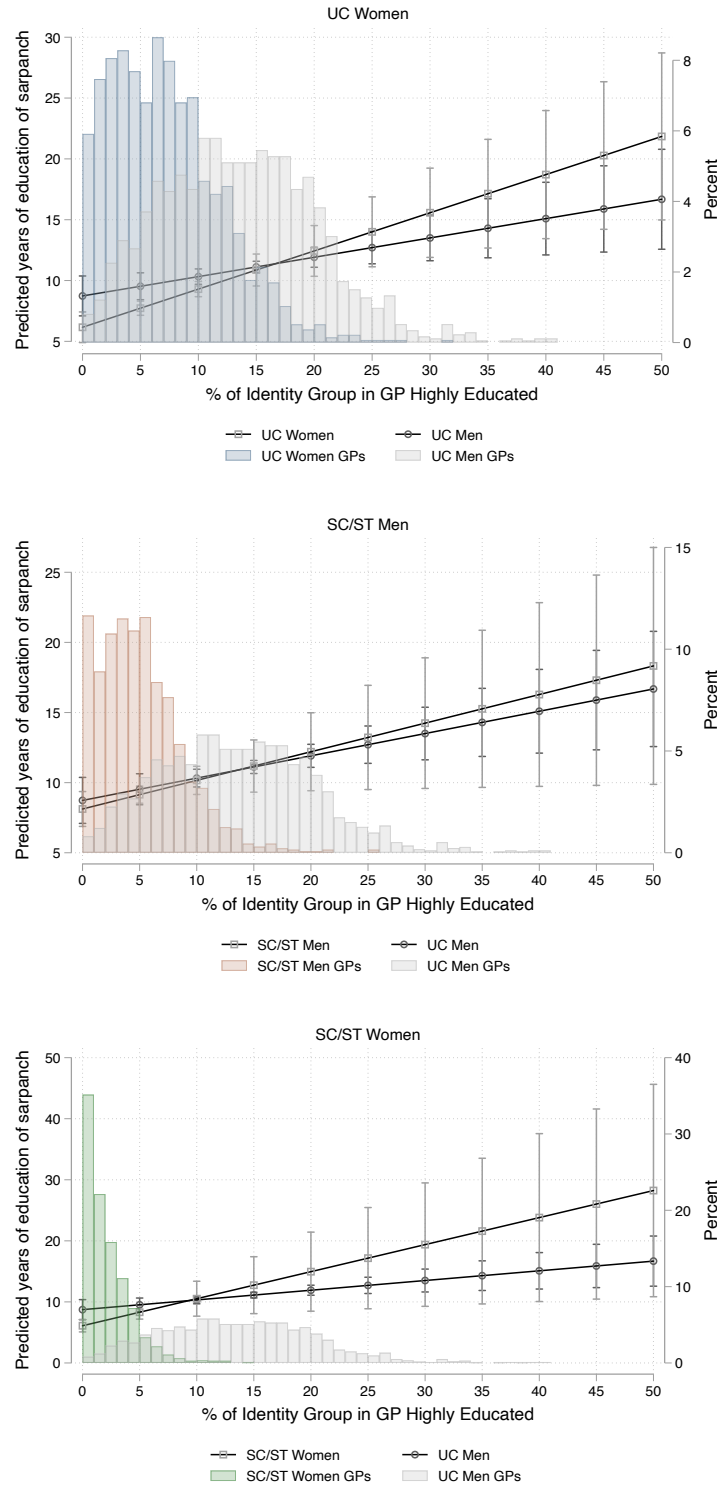 UC Women
Predicted years of education of sarpanch
30
25
20
15
10
5
8
6
4
2
0
Percent
0 5 10 15 20 25 30 35 40 45 50
% of Identity Group in GP Highly Educated
UC Women UC Men
UC Women GPs UC Men GPs
SC/ST Men
Predicted years of education of sarpanch
25
20
15
10
5
15
10
5
0
Percent
0 5 10 15 20 25 30 35 40 45 50
% of Identity Group in GP Highly Educated
SC/ST Men UC Men
SC/ST Men GPs UC Men GPs
SC/ST Women
Predicted years of education of sarpanch
50
40
30
20
10
0
40
30
20
10
0
Percent
0 5 10 15 20 25 30 35 40 45 50
% of Identity Group in GP Highly Educated
SC/ST Women UC Men
SC/ST Women GPs UC Men GPs